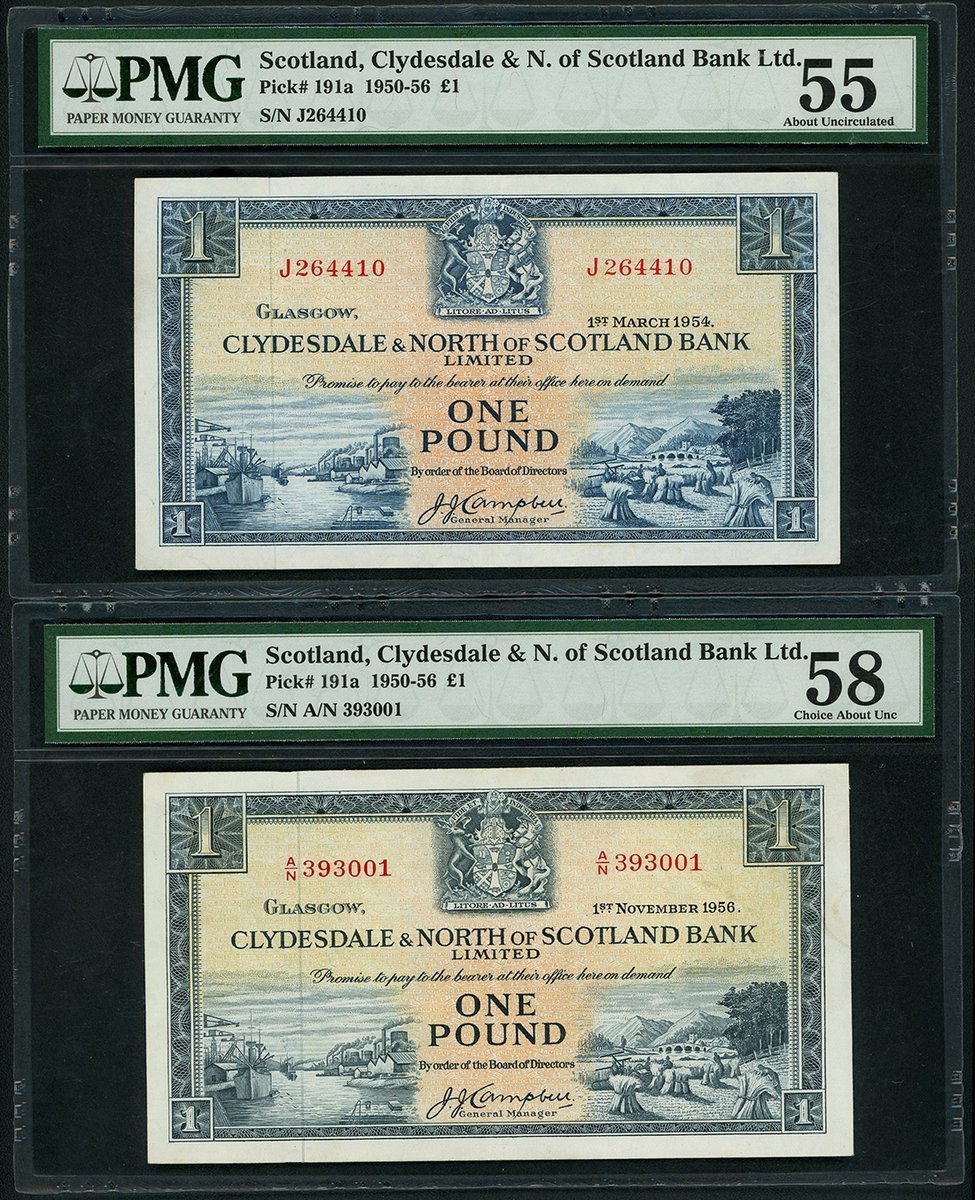 PMG
PAPER MONEY GUARANTY
Scotland, Clydesdale & N. of Scotland Bank Ltd.
Pick# 191a 1950-56 £1
S/N J264410
55
About Uncirculated
1 1
J264410 J264410
LITORE·AD·LITUS
GLASGOW, 1ST MARCH 1954.
CLYDESDALE & NORTH OF SCOTLAND BANK
LIMITED
Promise to pay to the bearer at their office here on demand
ONE
POUND
By order of the Board of Directors
J.J. Campbell.
General Manager
1 1
PMG
PAPER MONEY GUARANTY
Scotland, Clydesdale & N. of Scotland Bank Ltd.
Pick# 191a 1950-56 £1
S/N A/N 393001
58
Choice About Unc
1 1
A/N 393001 A/N 393001
LITORE·AD·LITUS
GLASGOW, 1ST NOVEMBER 1956.
CLYDESDALE & NORTH OF SCOTLAND BANK
LIMITED
Promise to pay to the bearer at their office here on demand
ONE
POUND
By order of the Board of Directors
J.J. Campbell.
General Manager
1 1